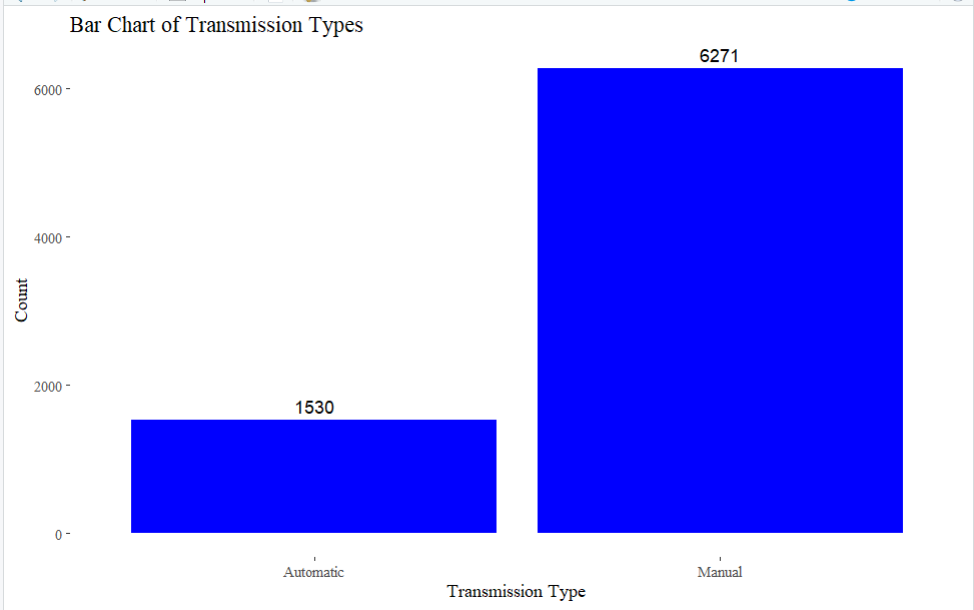 Bar Chart of Transmission Types
6271
6000
4000
Count
2000
1530
0
Automatic
Manual
Transmission Type